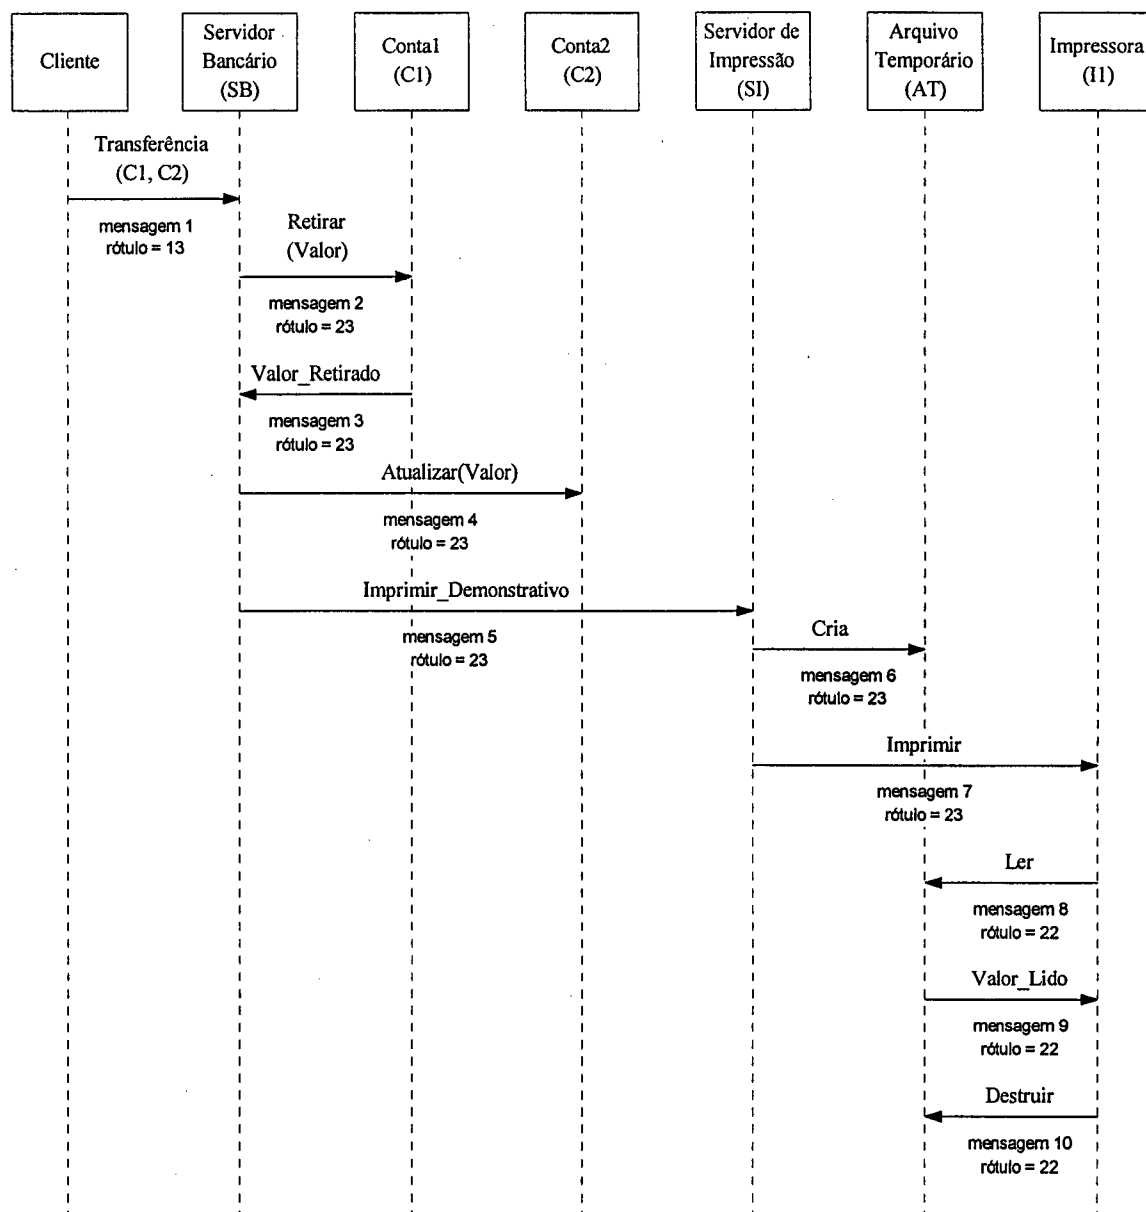 Cliente
Servidor
Bancário
(SB)
Conta1
(C1)
Conta2
(C2)
Servidor de
Impressão
(SI)
Arquivo
Temporário
(AT)
Impressora
(I1)
Transferência
(C1, C2)
mensagem 1
rótulo = 13
Retirar
(Valor)
mensagem 2
rótulo = 23
Valor_Retirado
mensagem 3
rótulo = 23
Atualizar(Valor)
mensagem 4
rótulo = 23
Imprimir_Demonstrativo
mensagem 5
rótulo = 23
Cria
mensagem 6
rótulo = 23
Imprimir
mensagem 7
rótulo = 23
Ler
mensagem 8
rótulo = 22
Valor_Lido
mensagem 9
rótulo = 22
Destruir
mensagem 10
rótulo = 22